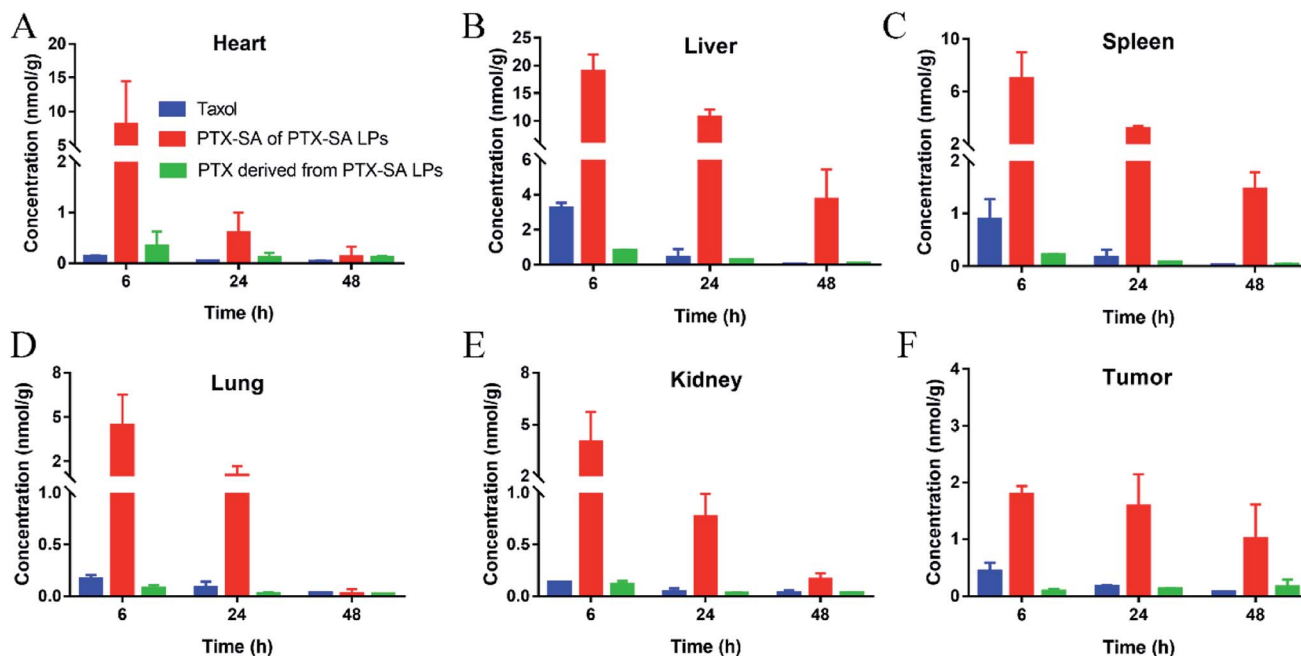 A
Heart
Concentration (nmol/g)
20
15
10
5
2
1
0
Taxol
PTX-SA of PTX-SA LPs
PTX derived from PTX-SA LPs
6
24
48
Time (h)
B
Liver
Concentration (nmol/g)
25
20
15
10
6
4
2
0
6
24
48
Time (h)
C
Spleen
Concentration (nmol/g)
10
6
2
1
0
6
24
48
Time (h)
D
Lung
Concentration (nmol/g)
8
5
2
1.0
0.5
0.0
6
24
48
Time (h)
E
Kidney
Concentration (nmol/g)
8
5
2
1.0
0.5
0.0
6
24
48
Time (h)
F
Tumor
Concentration (nmol/g)
4
3
2
1
0
6
24
48
Time (h)